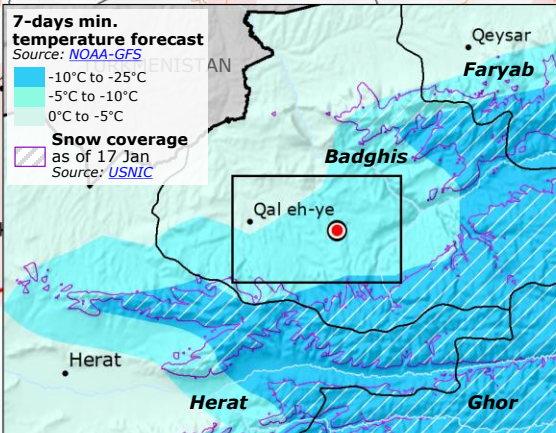 7-days min.
temperature forecast
Source: NOAA-GFS
TURKMENISTAN
-10°C to -25°C
-5°C to -10°C
0°C to -5°C
Snow coverage
as of 17 Jan
Source: USNIC
Qeysar
Faryab
Badghis
Qal eh-ye
Herat
Herat
Ghor